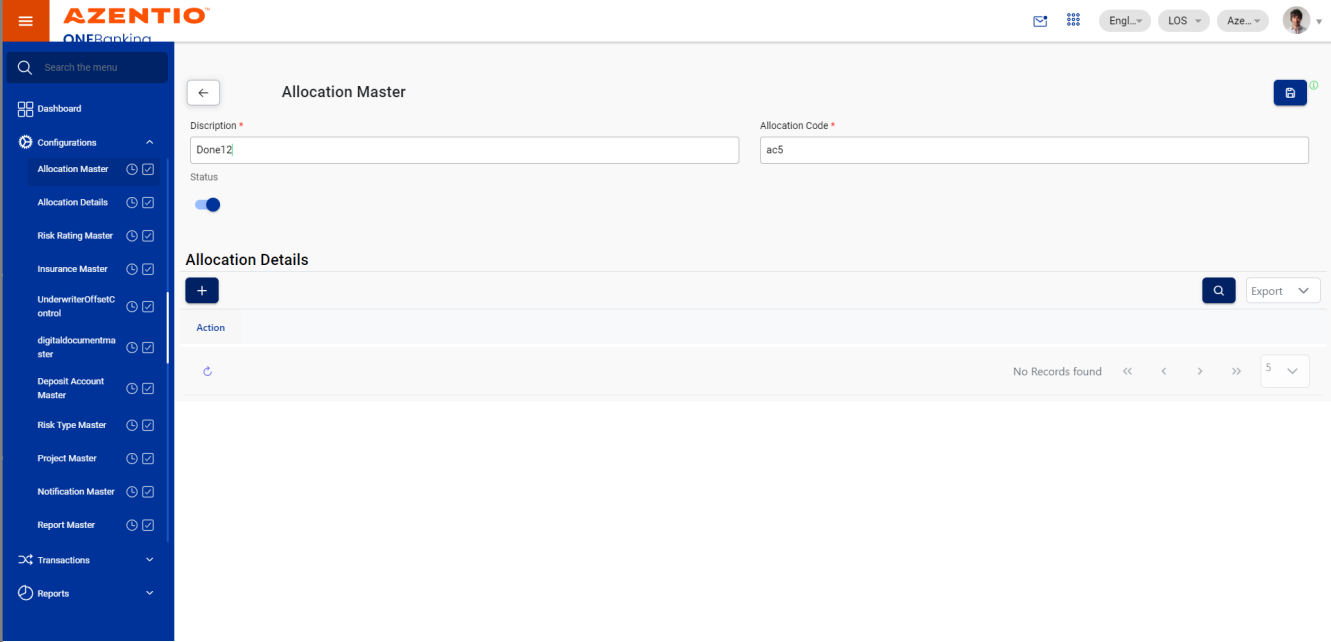 AZENTIO
ONEBanking
Engl...
LOS
Aze...
Search the menu
Dashboard
Configurations
Allocation Master
Allocation Details
Risk Rating Master
Insurance Master
UnderwriterOffsetC
ontrol
digitaldocumentma
ster
Deposit Account
Master
Risk Type Master
Project Master
Notification Master
Report Master
Transactions
Reports
Allocation Master
Discription *
Allocation Code *
Done12
ac5
Status
Allocation Details
+
Export
Action
No Records found
5